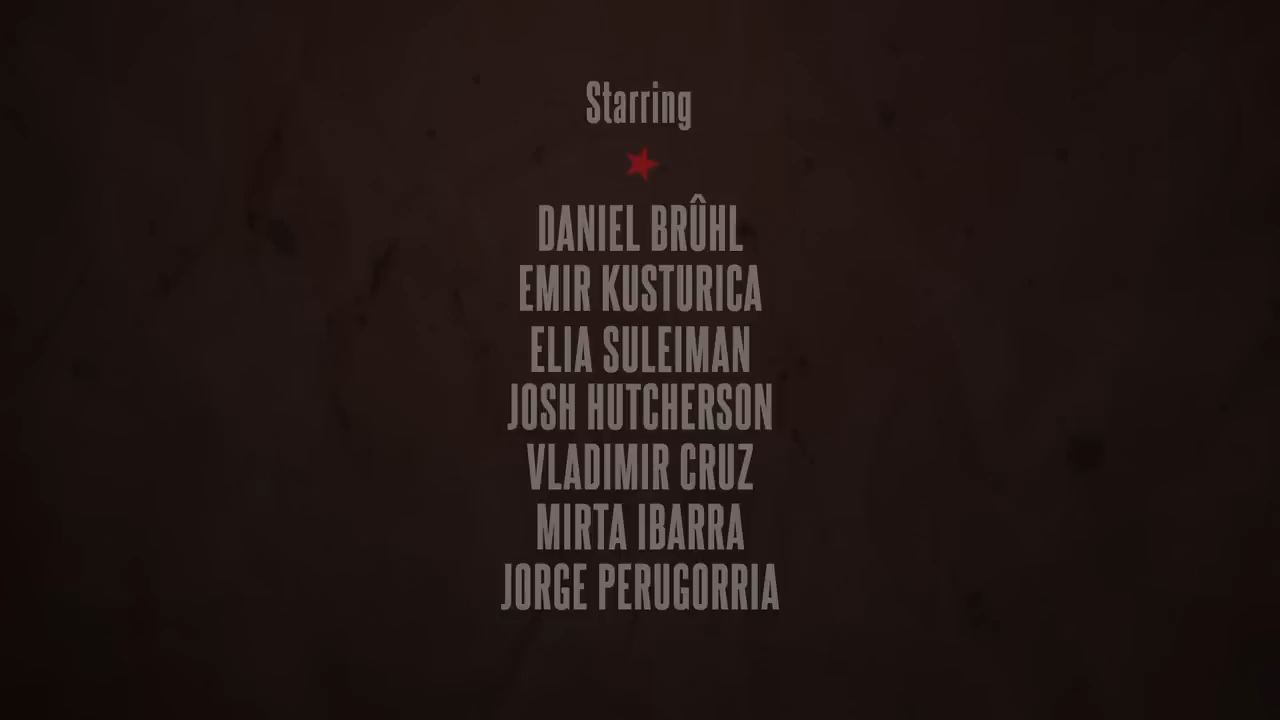 Starring
DANIEL BRÛHL
EMIR KUSTURICA
ELIA SULEIMAN
JOSH HUTCHERSON
VLADIMIR CRUZ
MIRTA IBARRA
JORGE PERUGORRIA